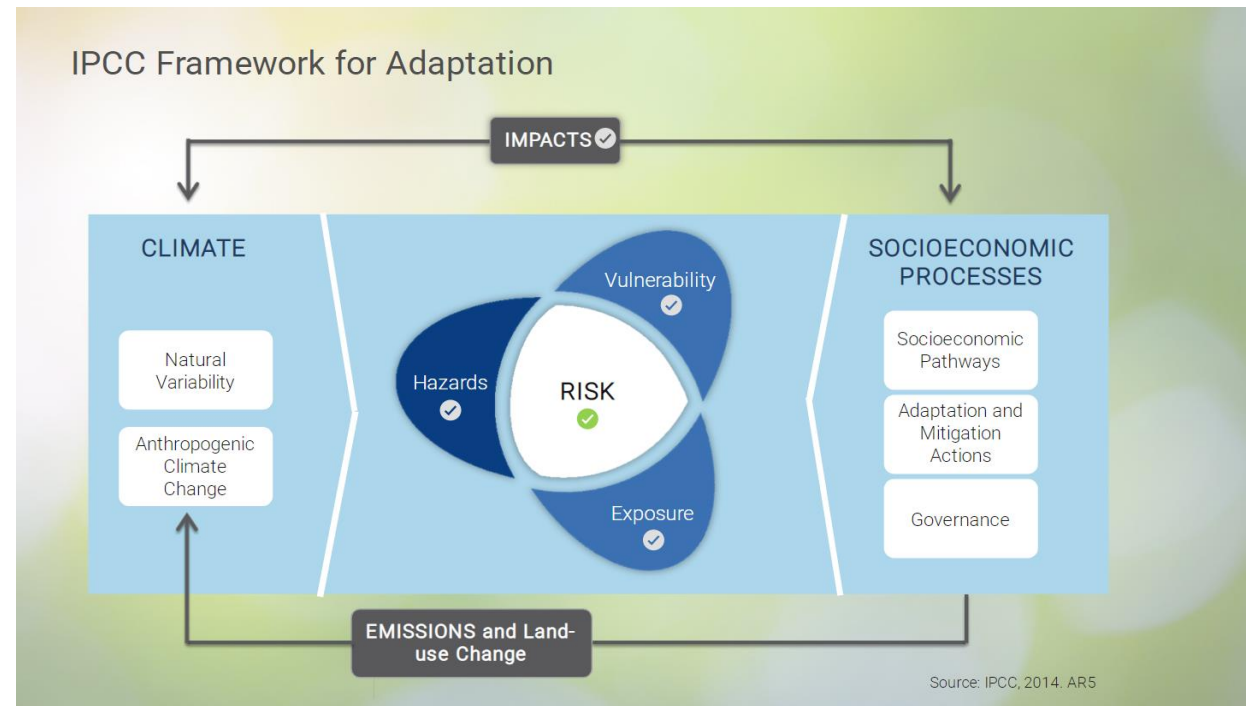 IPCC Framework for Adaptation
IMPACTS
CLIMATE
Natural
Variability
Anthropogenic
Climate
Change
Vulnerability
Hazards
RISK
Exposure
SOCIOECONOMIC
PROCESSES
Socioeconomic
Pathways
Adaptation and
Mitigation
Actions
Governance
EMISSIONS and Land-
use Change
Source: IPCC, 2014. AR5